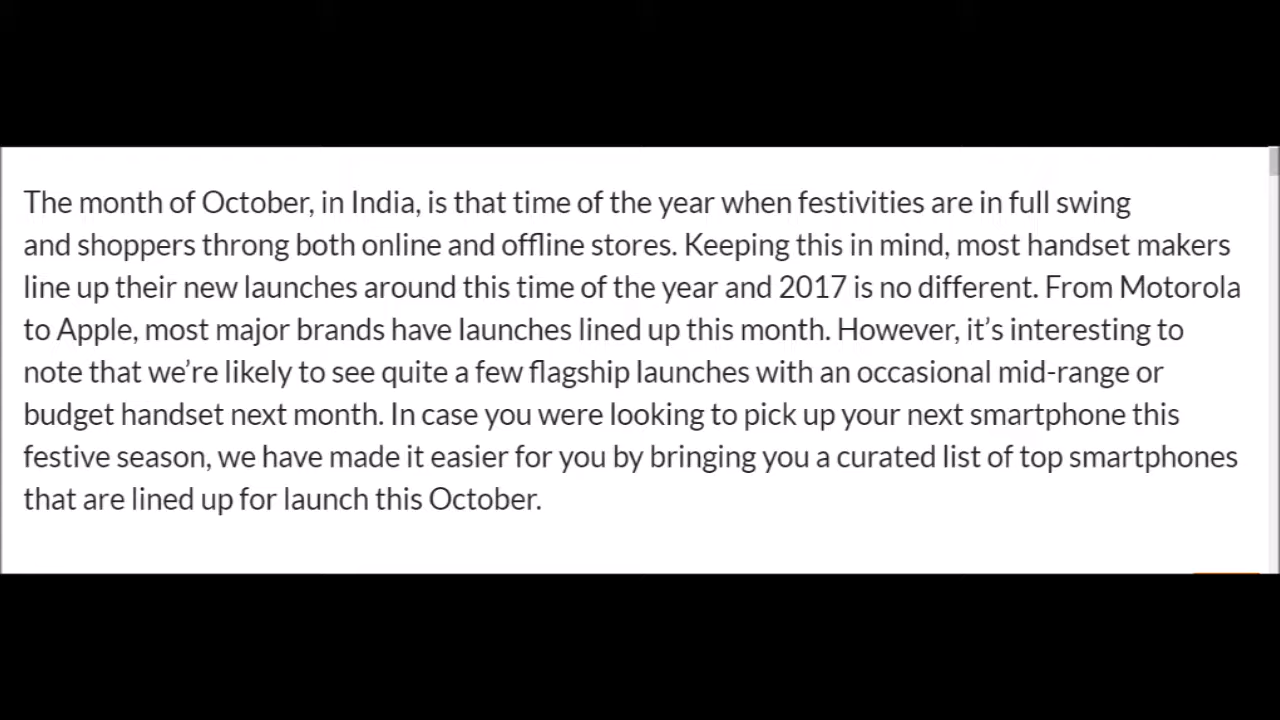 The month of October, in India, is that time of the year when festivities are in full swing
and shoppers throng both online and offline stores. Keeping this in mind, most handset makers
line up their new launches around this time of the year and 2017 is no different. From Motorola
to Apple, most major brands have launches lined up this month. However, it’s interesting to
note that we’re likely to see quite a few flagship launches with an occasional mid-range or
budget handset next month. In case you were looking to pick up your next smartphone this
festive season, we have made it easier for you by bringing you a curated list of top smartphones
that are lined up for launch this October.